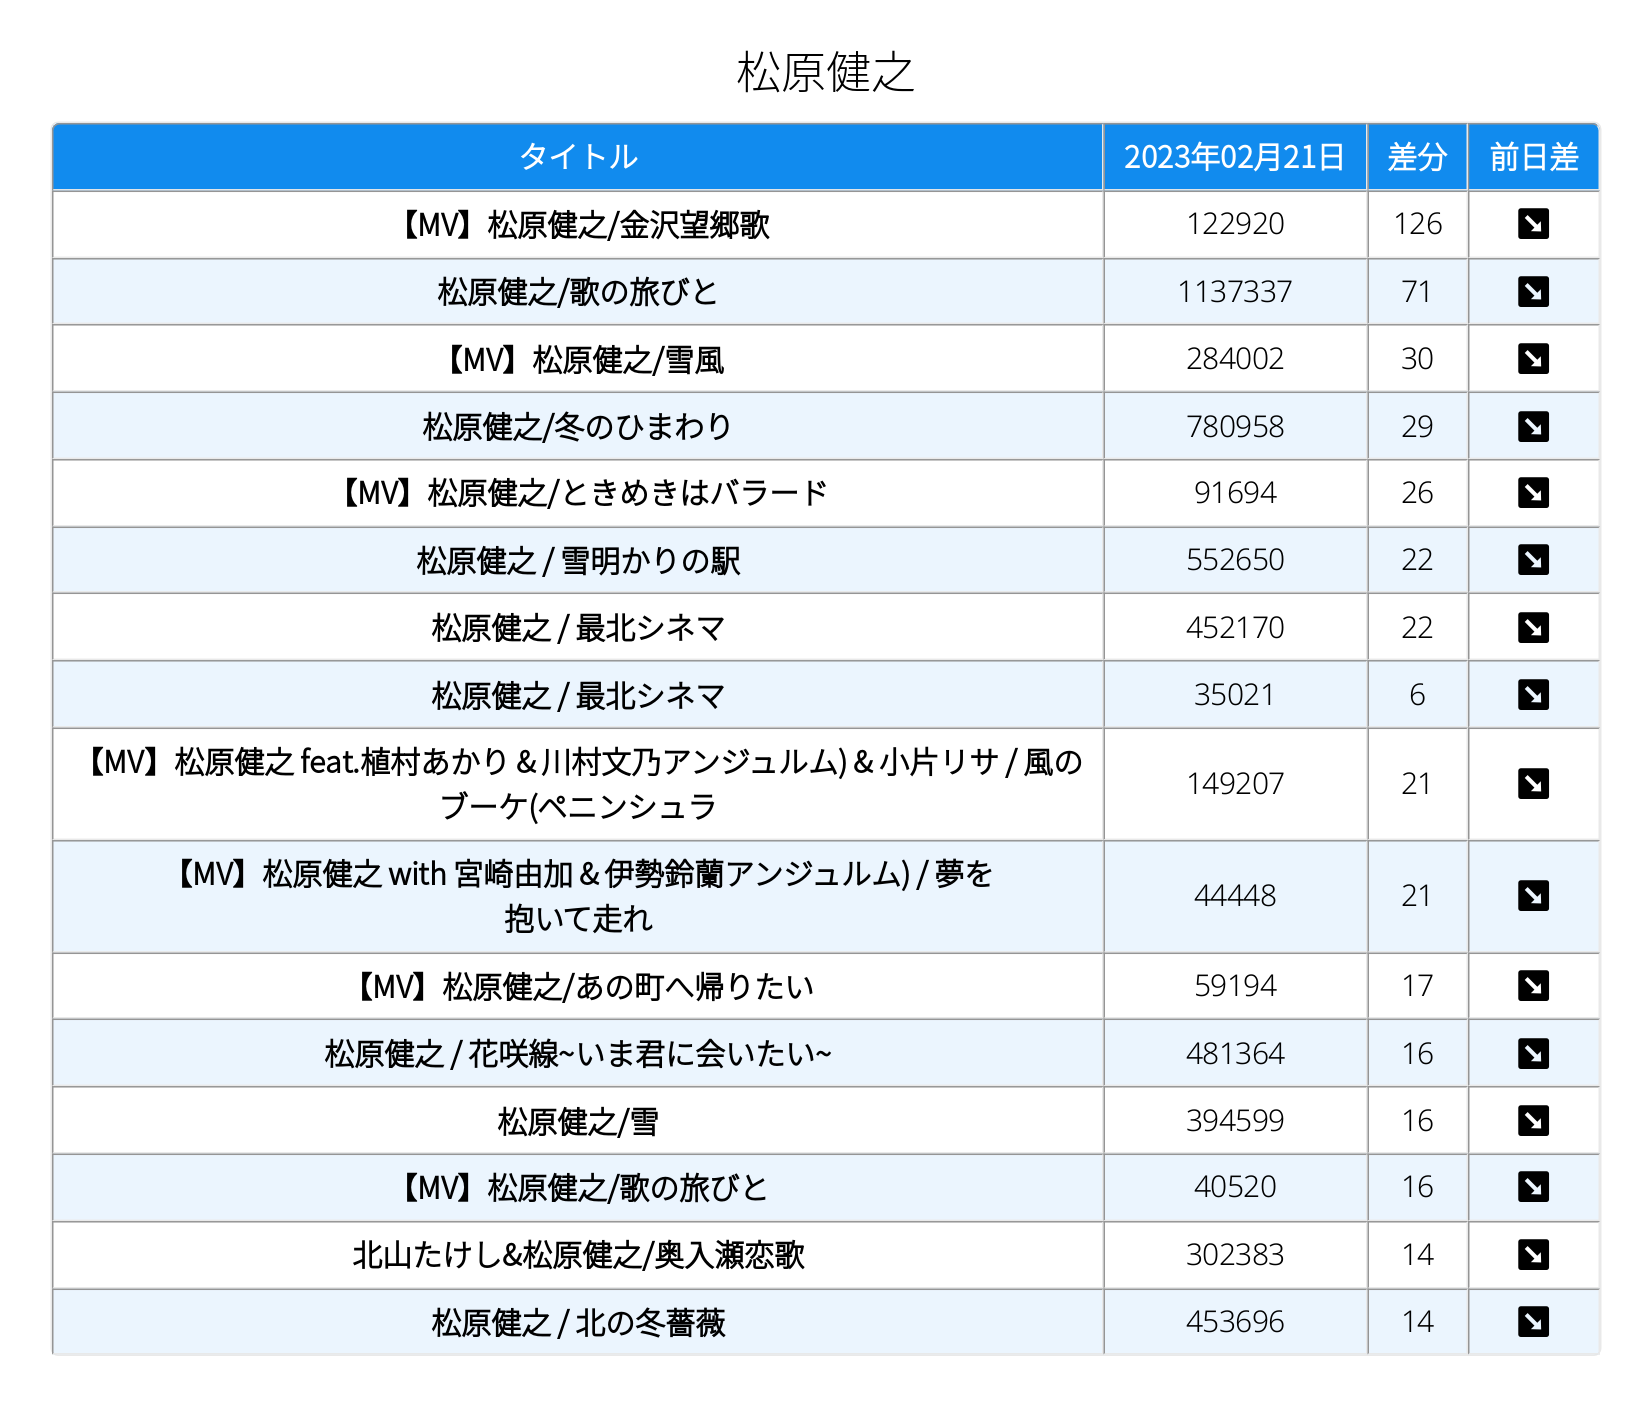 松原健之
タイトル 2023年02月21日 差分 前日差
【MV】松原健之/金沢望郷歌 122920 126
松原健之/歌の旅びと 1137337 71
【MV】松原健之/雪風 284002 30
松原健之/冬のひまわり 780958 29
【MV】松原健之/ときめきはバラード 91694 26
松原健之 / 雪明かりの駅 552650 22
松原健之 / 最北シネマ 452170 22
松原健之 / 最北シネマ 35021 6
【MV】松原健之 feat.植村あかり & 川村文乃アンジュルム) & 小片リサ / 風の
ブーケ(ペニンシュラ 149207 21
【MV】松原健之 with 宮崎由加 & 伊勢鈴蘭アンジュルム) / 夢を
抱いて走れ 44448 21
【MV】松原健之/あの町へ帰りたい 59194 17
松原健之 / 花咲線~いま君に会いたい~ 481364 16
松原健之/雪 394599 16
【MV】松原健之/歌の旅びと 40520 16
北山たけし&松原健之/奥入瀬恋歌 302383 14
松原健之 / 北の冬薔薇 453696 14